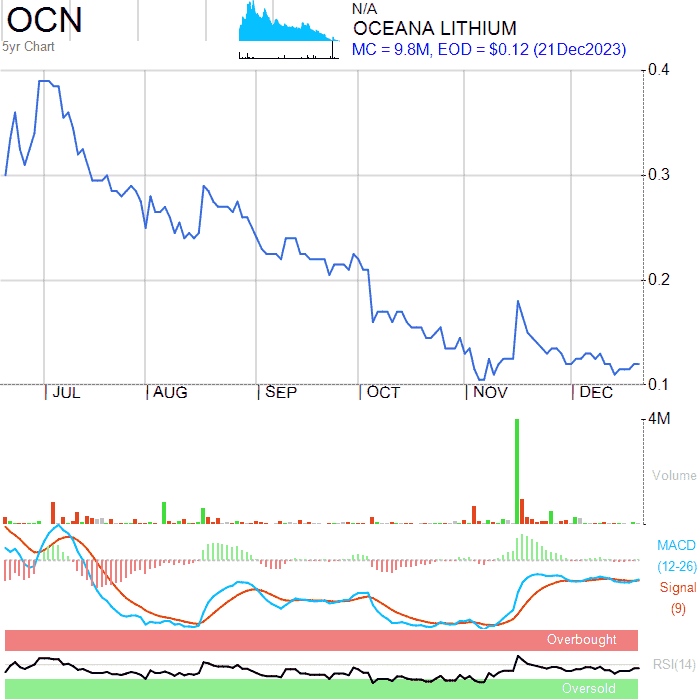 OCN
5yr Chart
N/A
OCEANA LITHIUM
MC = 9.8M, EOD = $0.12 (21Dec2023)
0.4
0.3
0.2
0.1
JUL AUG SEP OCT NOV DEC
4M
Volume
MACD
(12-26)
Signal
(9)
Overbought
RSI(14)
Oversold